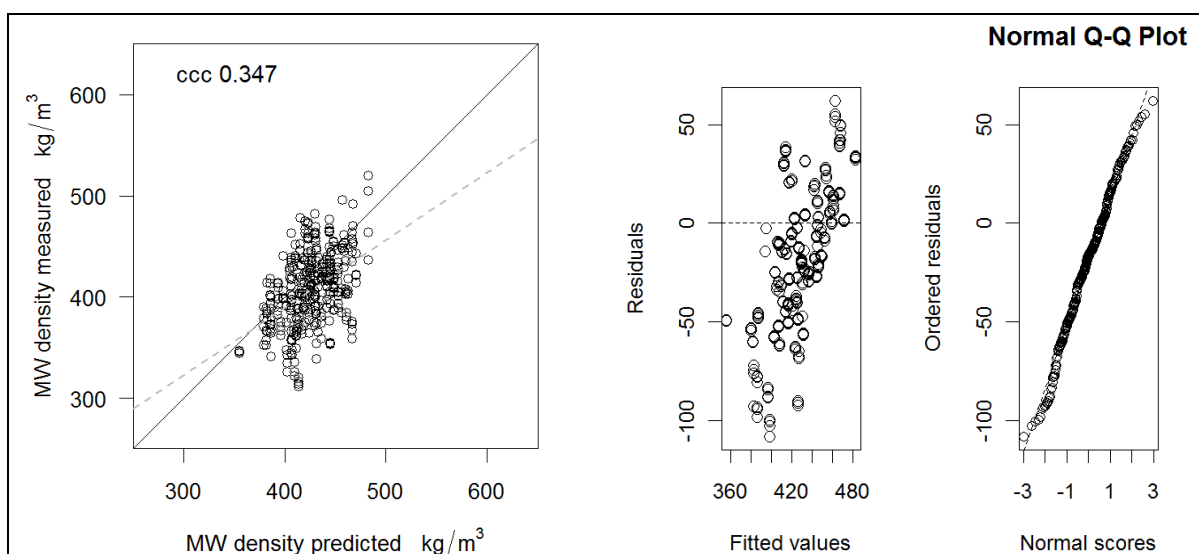 Normal Q-Q Plot
ccc 0.347
MW density measured kg/m³
600
500
400
300
300 400 500 600
MW density predicted kg/m³
Residuals
50
0
-50
-100
360 420 480
Fitted values
Ordered residuals
50
0
-50
-100
-3 -1 1 3
Normal scores